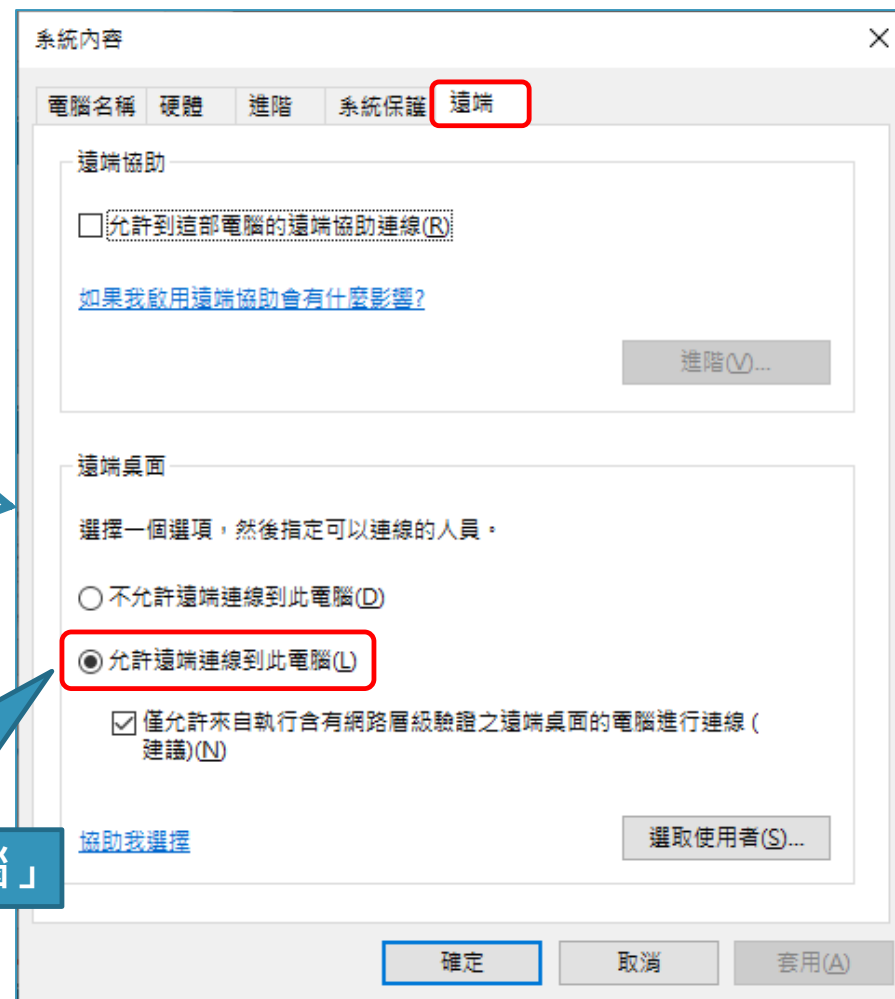 系統內容
電腦名稱 硬體 進階 系統保護 遠端
遠端協助
允許到這部電腦的遠端協助連線(R)
如果我啟用遠端協助會有什麼影響?
進階(V)...
遠端桌面
選擇一個選項，然後指定可以連線的人員。
不允許遠端連線到此電腦(D)
允許遠端連線到此電腦(L)
僅允許來自執行含有網路層級驗證之遠端桌面的電腦進行連線 (
建議)(N)
協助我選擇
選取使用者(S)...
腦」
確定 取消 套用(A)